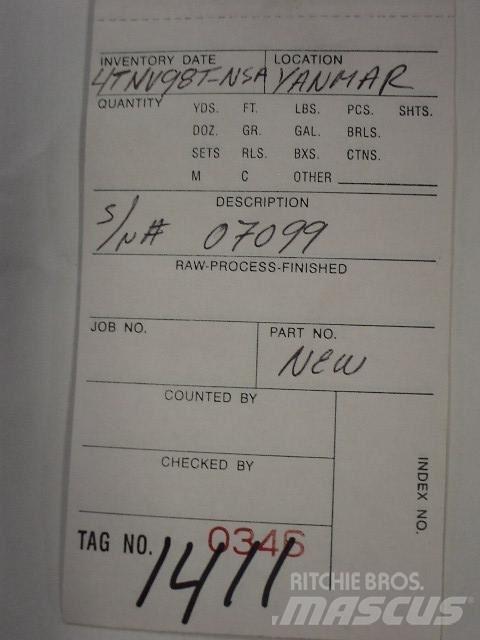 INVENTORY DATE LOCATION
4TNV98T-NSA YANMAR
QUANTITY YDS. FT. LBS. PCS. SHTS.
DOZ. GR. GAL. BRLS.
SETS RLS. BXS. CTNS.
M C OTHER
DESCRIPTION
S/N# 07099
RAW-PROCESS-FINISHED
JOB NO. PART NO.
New
COUNTED BY
CHECKED BY
INDEX NO.
TAG NO. 0346
1411
RITCHIE BROS.
MASCUS